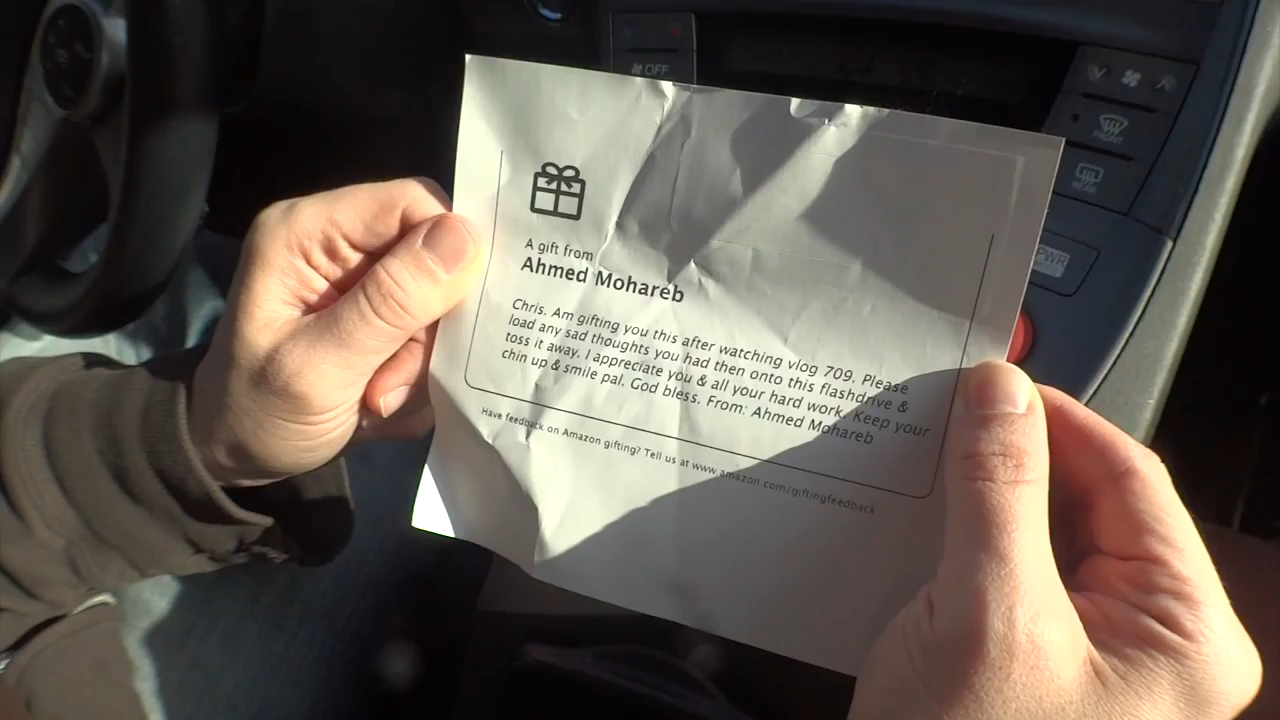 OFF
FRONT
REAR
PWR
A gift from
Ahmed Mohareb
Chris. Am gifting you this after watching vlog 709. Please
load any sad thoughts you had then onto this flashdrive &
toss it away. I appreciate you & all your hard work. Keep your
chin up & smile pal. God bless. From: Ahmed Mohareb
Have feedback on Amazon gifting? Tell us at www.amazon.com/giftingfeedback